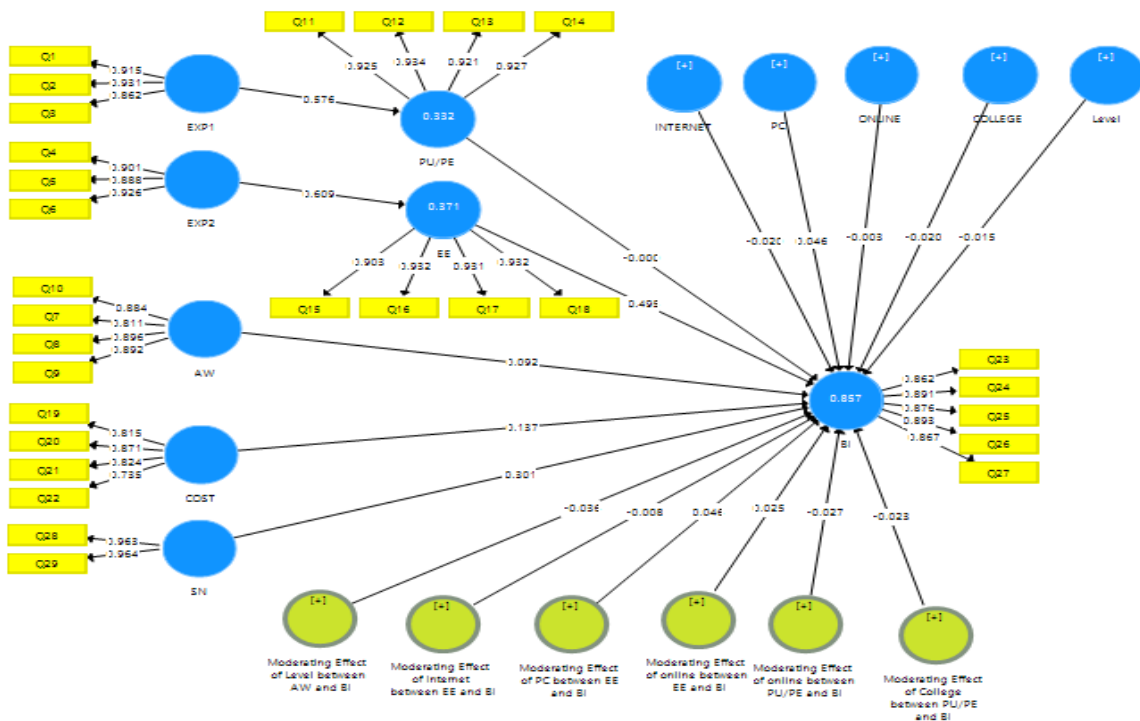 Q11 Q12 Q13 Q14
Q1
Q2
Q3
0.915
0.931
0.862
EXP1
0.576
0.925
0.934
0.921
0.927
0.332
PU/PE
[+] [+] [+] [+] [+]
INTERNET PC ONLINE COLLEGE Level
Q4
Q5
Q6
0.901
0.888
0.926
EXP2
0.609
0.371
EE
0.903
0.932
0.931
0.932
Q15 Q16 Q17 Q18
-0.000
-0.020
0.046
-0.003
-0.020
-0.015
Q10
Q7
Q8
Q9
0.884
0.811
0.896
0.892
AW
0.092
Q19
Q20
Q21
Q22
0.815
0.871
0.824
0.735
COST
0.137
Q28
Q29
0.963
0.964
SN
0.301
0.857
BI
0.862
0.891
0.876
0.893
0.867
Q23
Q24
Q25
Q26
Q27
-0.036
-0.008
0.046
0.025
-0.027
-0.023
[+] [+] [+] [+] [+] [+]
Moderating Effect
of Level between
AW and BI
Moderating Effect
of Internet
between EE and BI
Moderating Effect
of PC between EE
and BI
Moderating Effect
of online between
EE and BI
Moderating Effect
of online between
PU/PE and BI
Moderating Effect
of College
between PU/PE
and BI